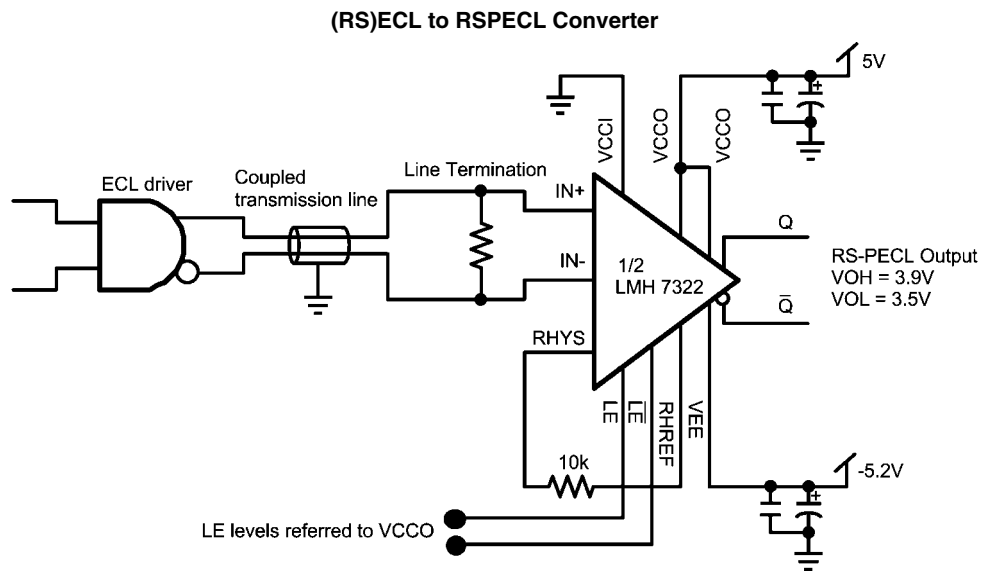 (RS)ECL to RSPECL Converter
5V
VCCI
VCCO
VCCO
ECL driver
Coupled
transmission line
Line Termination
IN+
IN-
1/2
LMH 7322
Q
Q̅
RS-PECL Output
VOH = 3.9V
VOL = 3.5V
RHYS
L̅E̅
L̅E̅
RHREF
VEE
10k
+
+
-5.2V
LE levels referred to VCCO